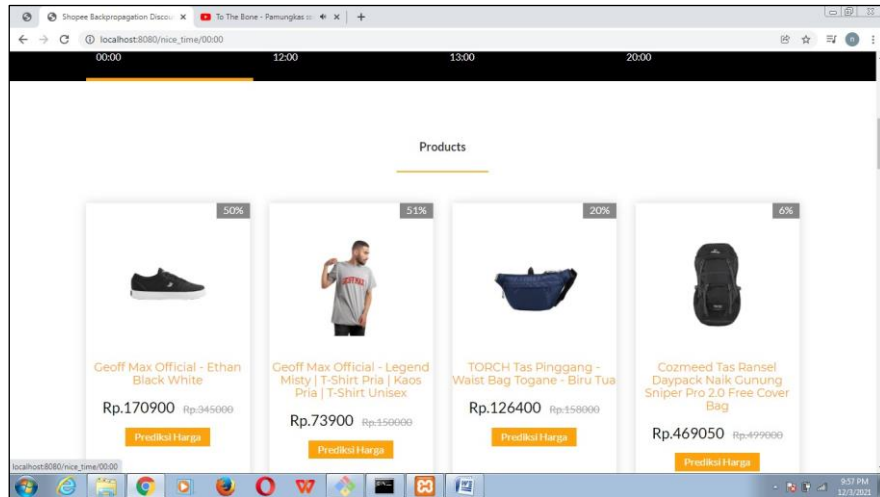 Shopee Backpropagation Discou
To The Bone - Pamungkas
localhost:8080/nice_time/00:00
00:00 12:00 13:00 20:00
Products
50% 51% 20% 6%
GEOFF MAX
Geoff Max Official - Ethan
Black White
Rp.170900 Rp.345000
Prediksi Harga
Geoff Max Official - Legend
Misty | T-Shirt Pria | Kaos
Pria | T-Shirt Unisex
Rp.73900 Rp.150000
Prediksi Harga
TORCH Tas Pinggang -
Waist Bag Togane - Biru Tua
Rp.126400 Rp.158000
Prediksi Harga
Cozmeed Tas Ransel
Daypack Naik Gunung
Sniper Pro 2.0 Free Cover
Bag
Rp.469050 Rp.499000
Prediksi Harga
localhost:8080/nice_time/00:00
9:57 PM
12/3/2021